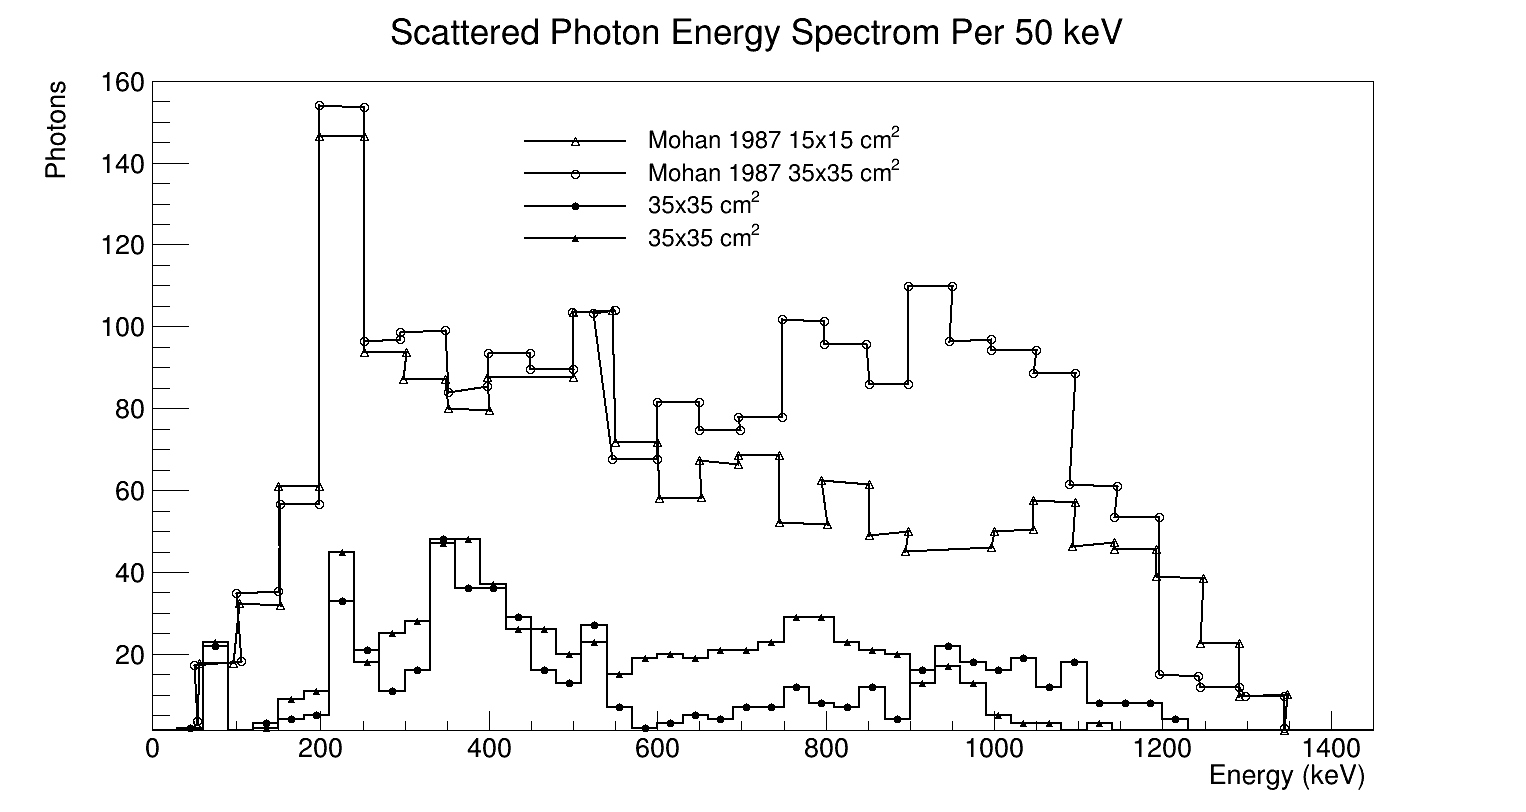 Scattered Photon Energy Spectrom Per 50 keV
Photons
160
140
120
100
80
60
40
20
Mohan 1987 15x15 cm²
Mohan 1987 35x35 cm²
35x35 cm²
35x35 cm²
0 200 400 600 800 1000 1200 1400
Energy (keV)